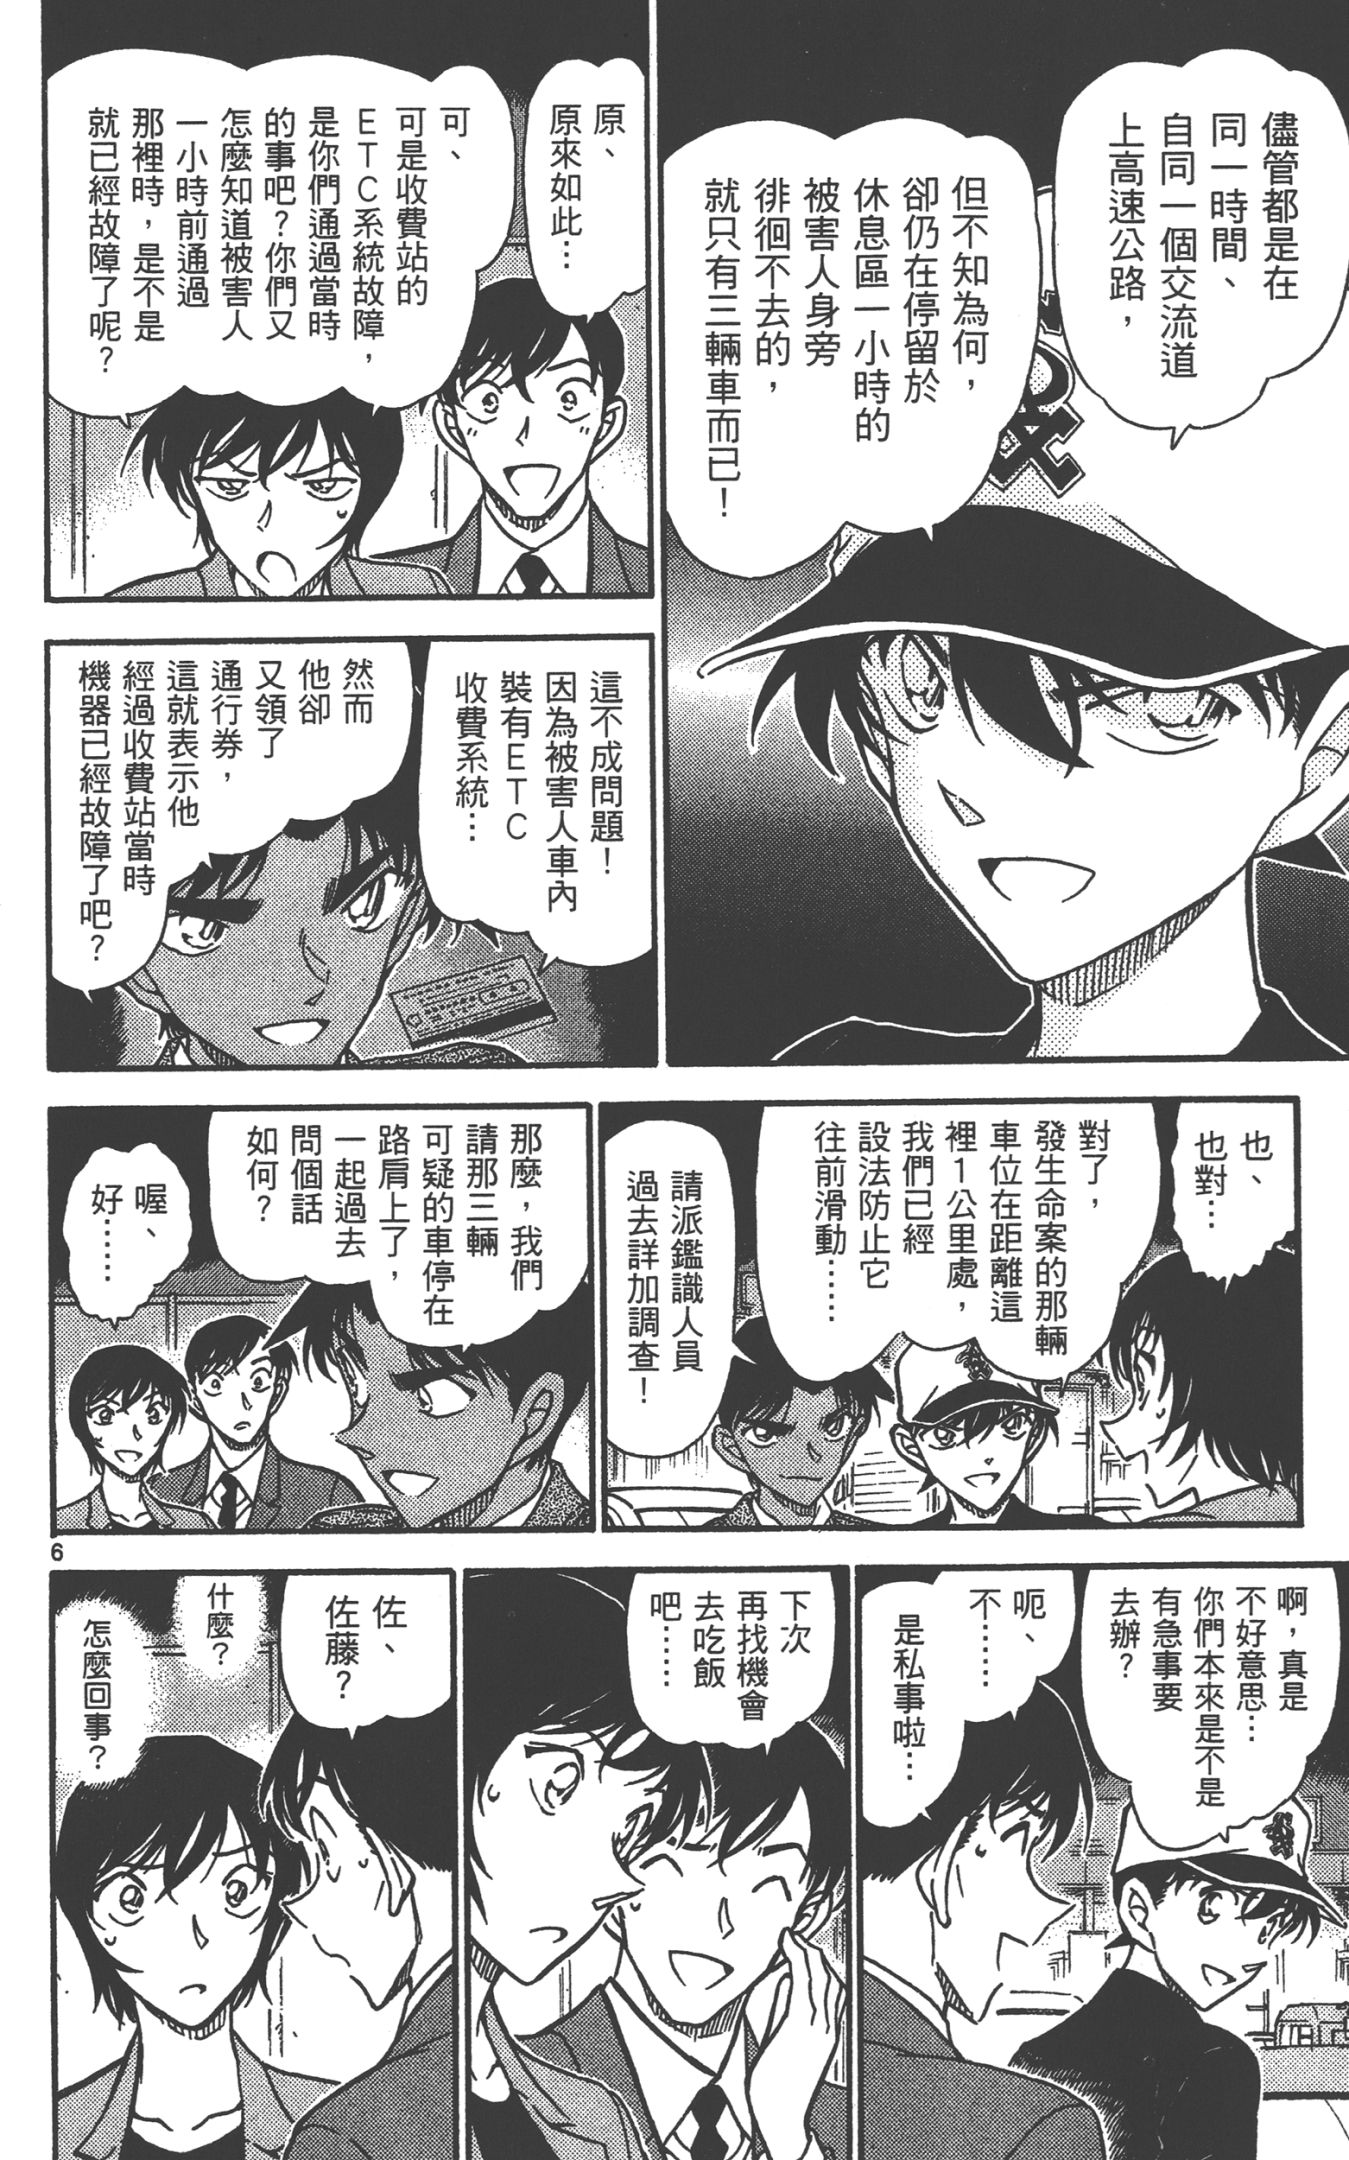 儘管都是在
同一時間、
自同一個交流道
上高速公路，
但不知為何，
卻仍在停留於
休息區一小時的
被害人身旁
徘徊不去的，
就只有三輛車而已！
原、
原來如此…
可、
可是收費站的
ETC系統故障，
是你們通過當時
的事吧？你們又
怎麼知道被害人
一小時前通過
那裡時，是不是
就已經故障了呢？
這不成問題！
因為被害人車內
裝有ETC
收費系統…
然而
他卻
又領了
通行券，
這就表示他
經過收費站當時
機器已經故障了吧？
也、
也對…
對了，
發生命案的那輛
車位在距離這
裡1公里處，
我們已經
設法防止它
往前滑動……
請派鑑識人員
過去詳加調查！
那麼，我們
請那三輛
可疑的車停在
路肩上了，
一起過去
問個話
如何？
喔、
好……
啊，真是
不好意思…
你們本來是不是
有急事要
去辦？
呃、
不……
是私事啦…
下次
再找機會
去吃飯
吧……
佐、
佐藤？
什麼？
怎麼回事？
6